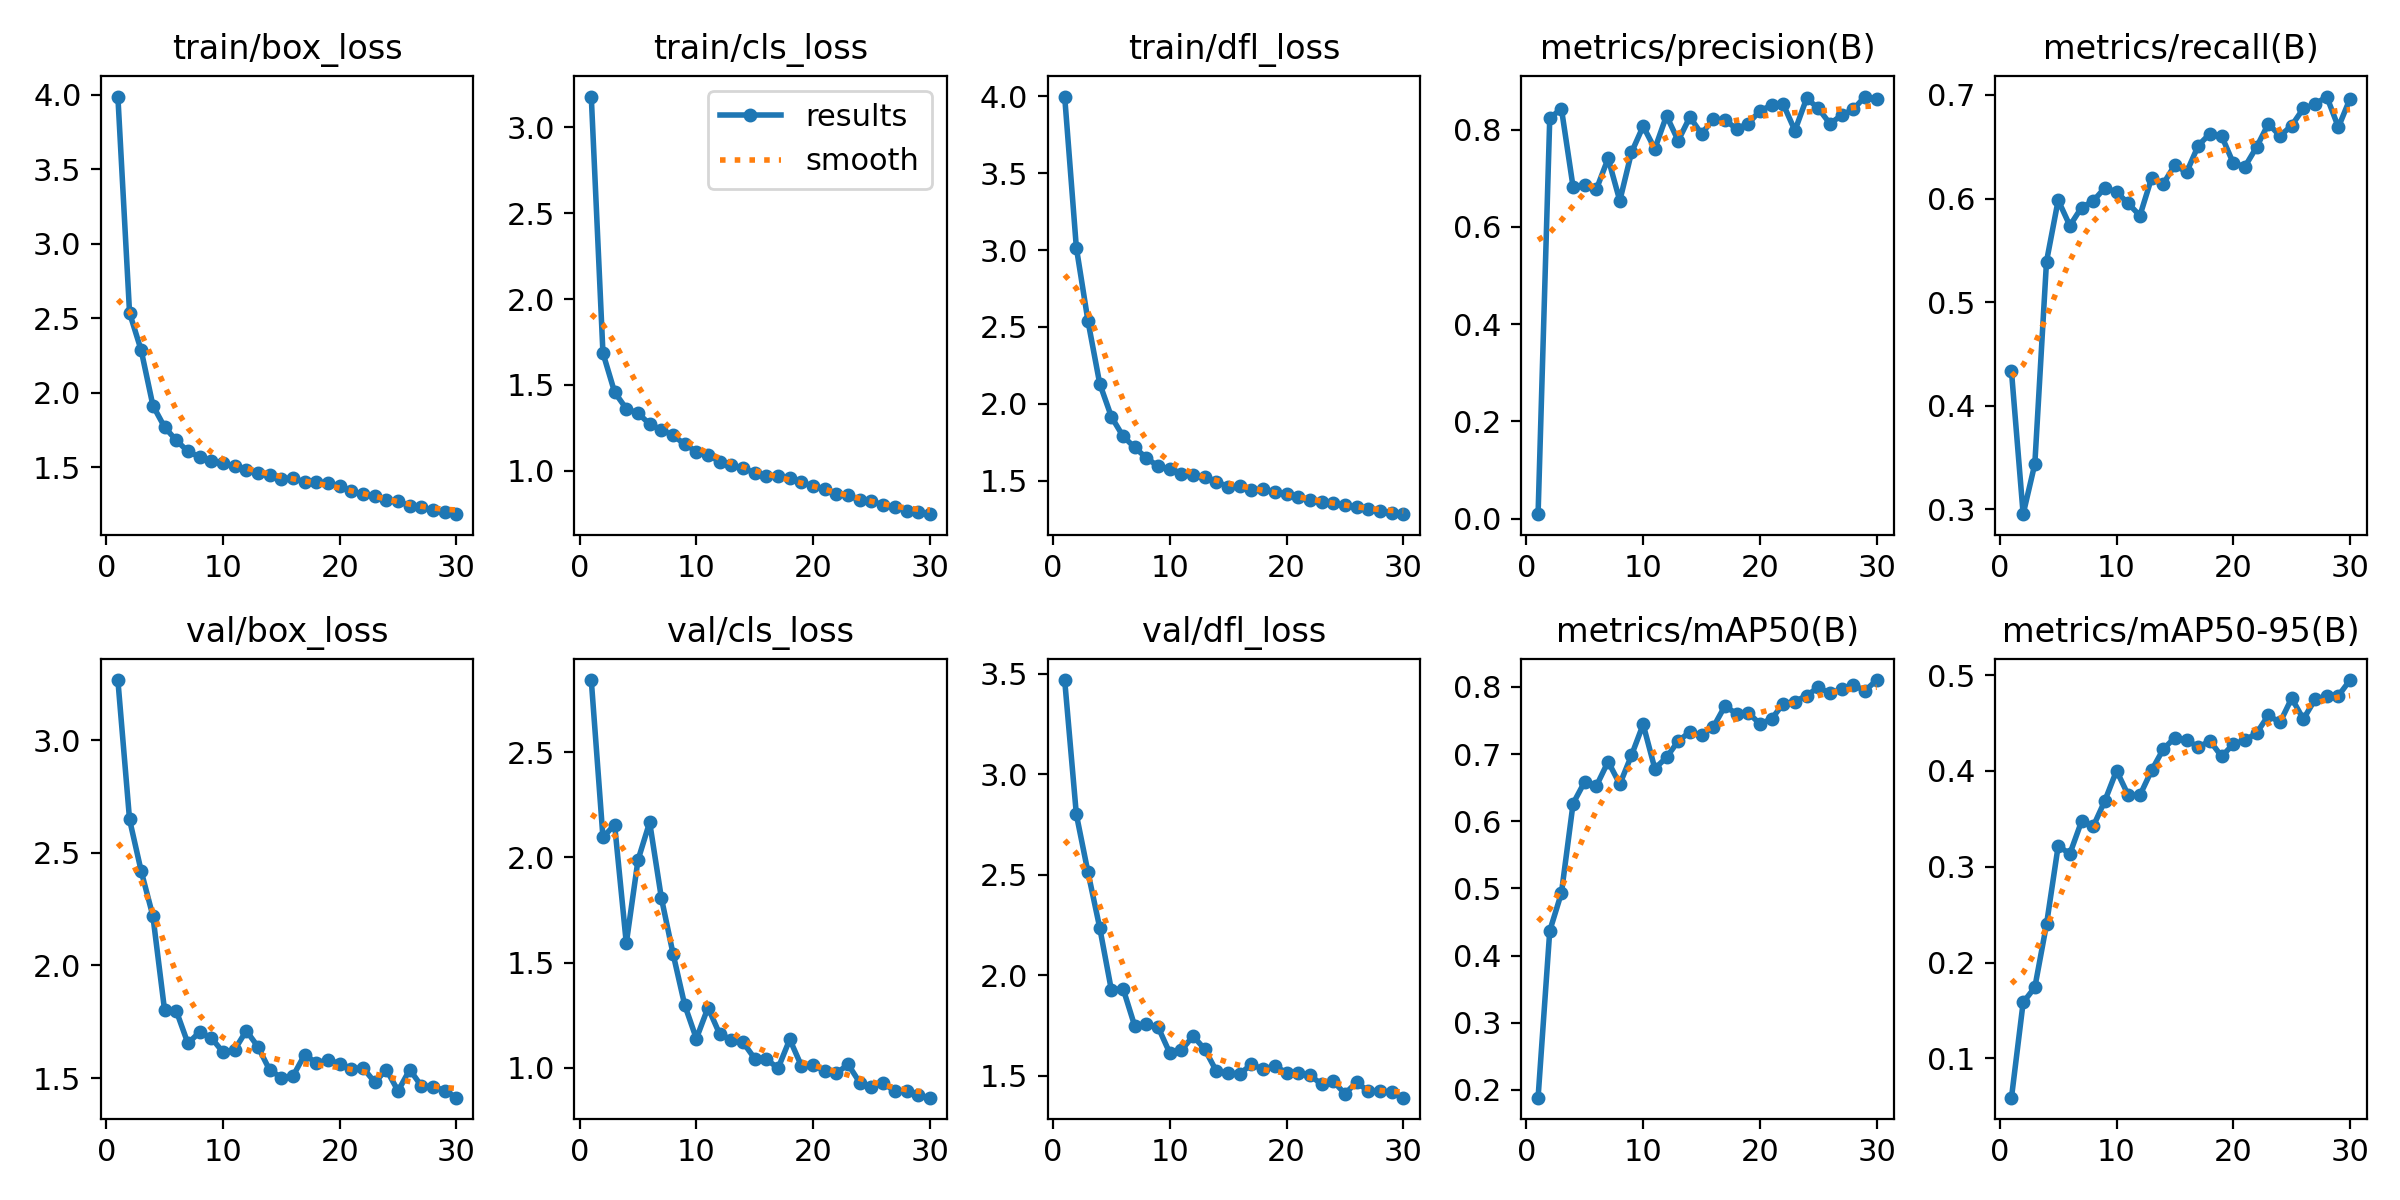 train/box_loss
4.0
3.5
3.0
2.5
2.0
1.5
0 10 20 30
train/cls_loss
results
smooth
3.0
2.5
2.0
1.5
1.0
0 10 20 30
train/dfl_loss
4.0
3.5
3.0
2.5
2.0
1.5
0 10 20 30
metrics/precision(B)
0.8
0.6
0.4
0.2
0.0
0 10 20 30
metrics/recall(B)
0.7
0.6
0.5
0.4
0.3
0 10 20 30
val/box_loss
3.0
2.5
2.0
1.5
0 10 20 30
val/cls_loss
2.5
2.0
1.5
1.0
0 10 20 30
val/dfl_loss
3.5
3.0
2.5
2.0
1.5
0 10 20 30
metrics/mAP50(B)
0.8
0.7
0.6
0.5
0.4
0.3
0.2
0 10 20 30
metrics/mAP50-95(B)
0.5
0.4
0.3
0.2
0.1
0 10 20 30